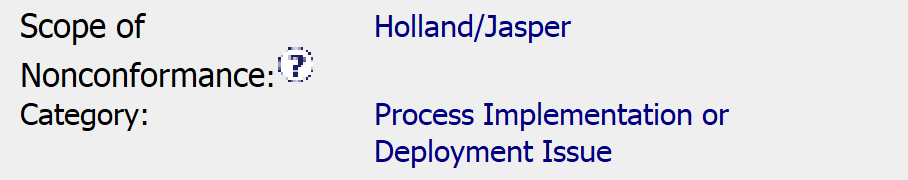 Scope of Holland/Jasper
Nonconformance:
Category: Process Implementation or
Deployment Issue